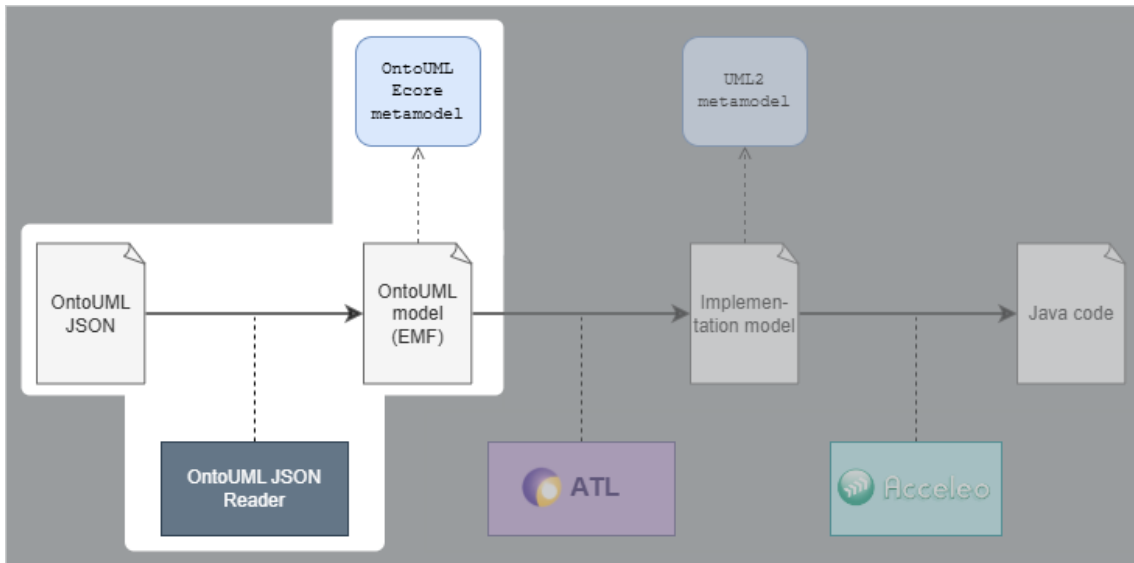 OntoUML
Ecore
metamodel
UML2
metamodel
OntoUML
JSON
OntoUML
model
(EMF)
Implemen-
tation model
Java code
OntoUML JSON
Reader
ATL
Acceleo